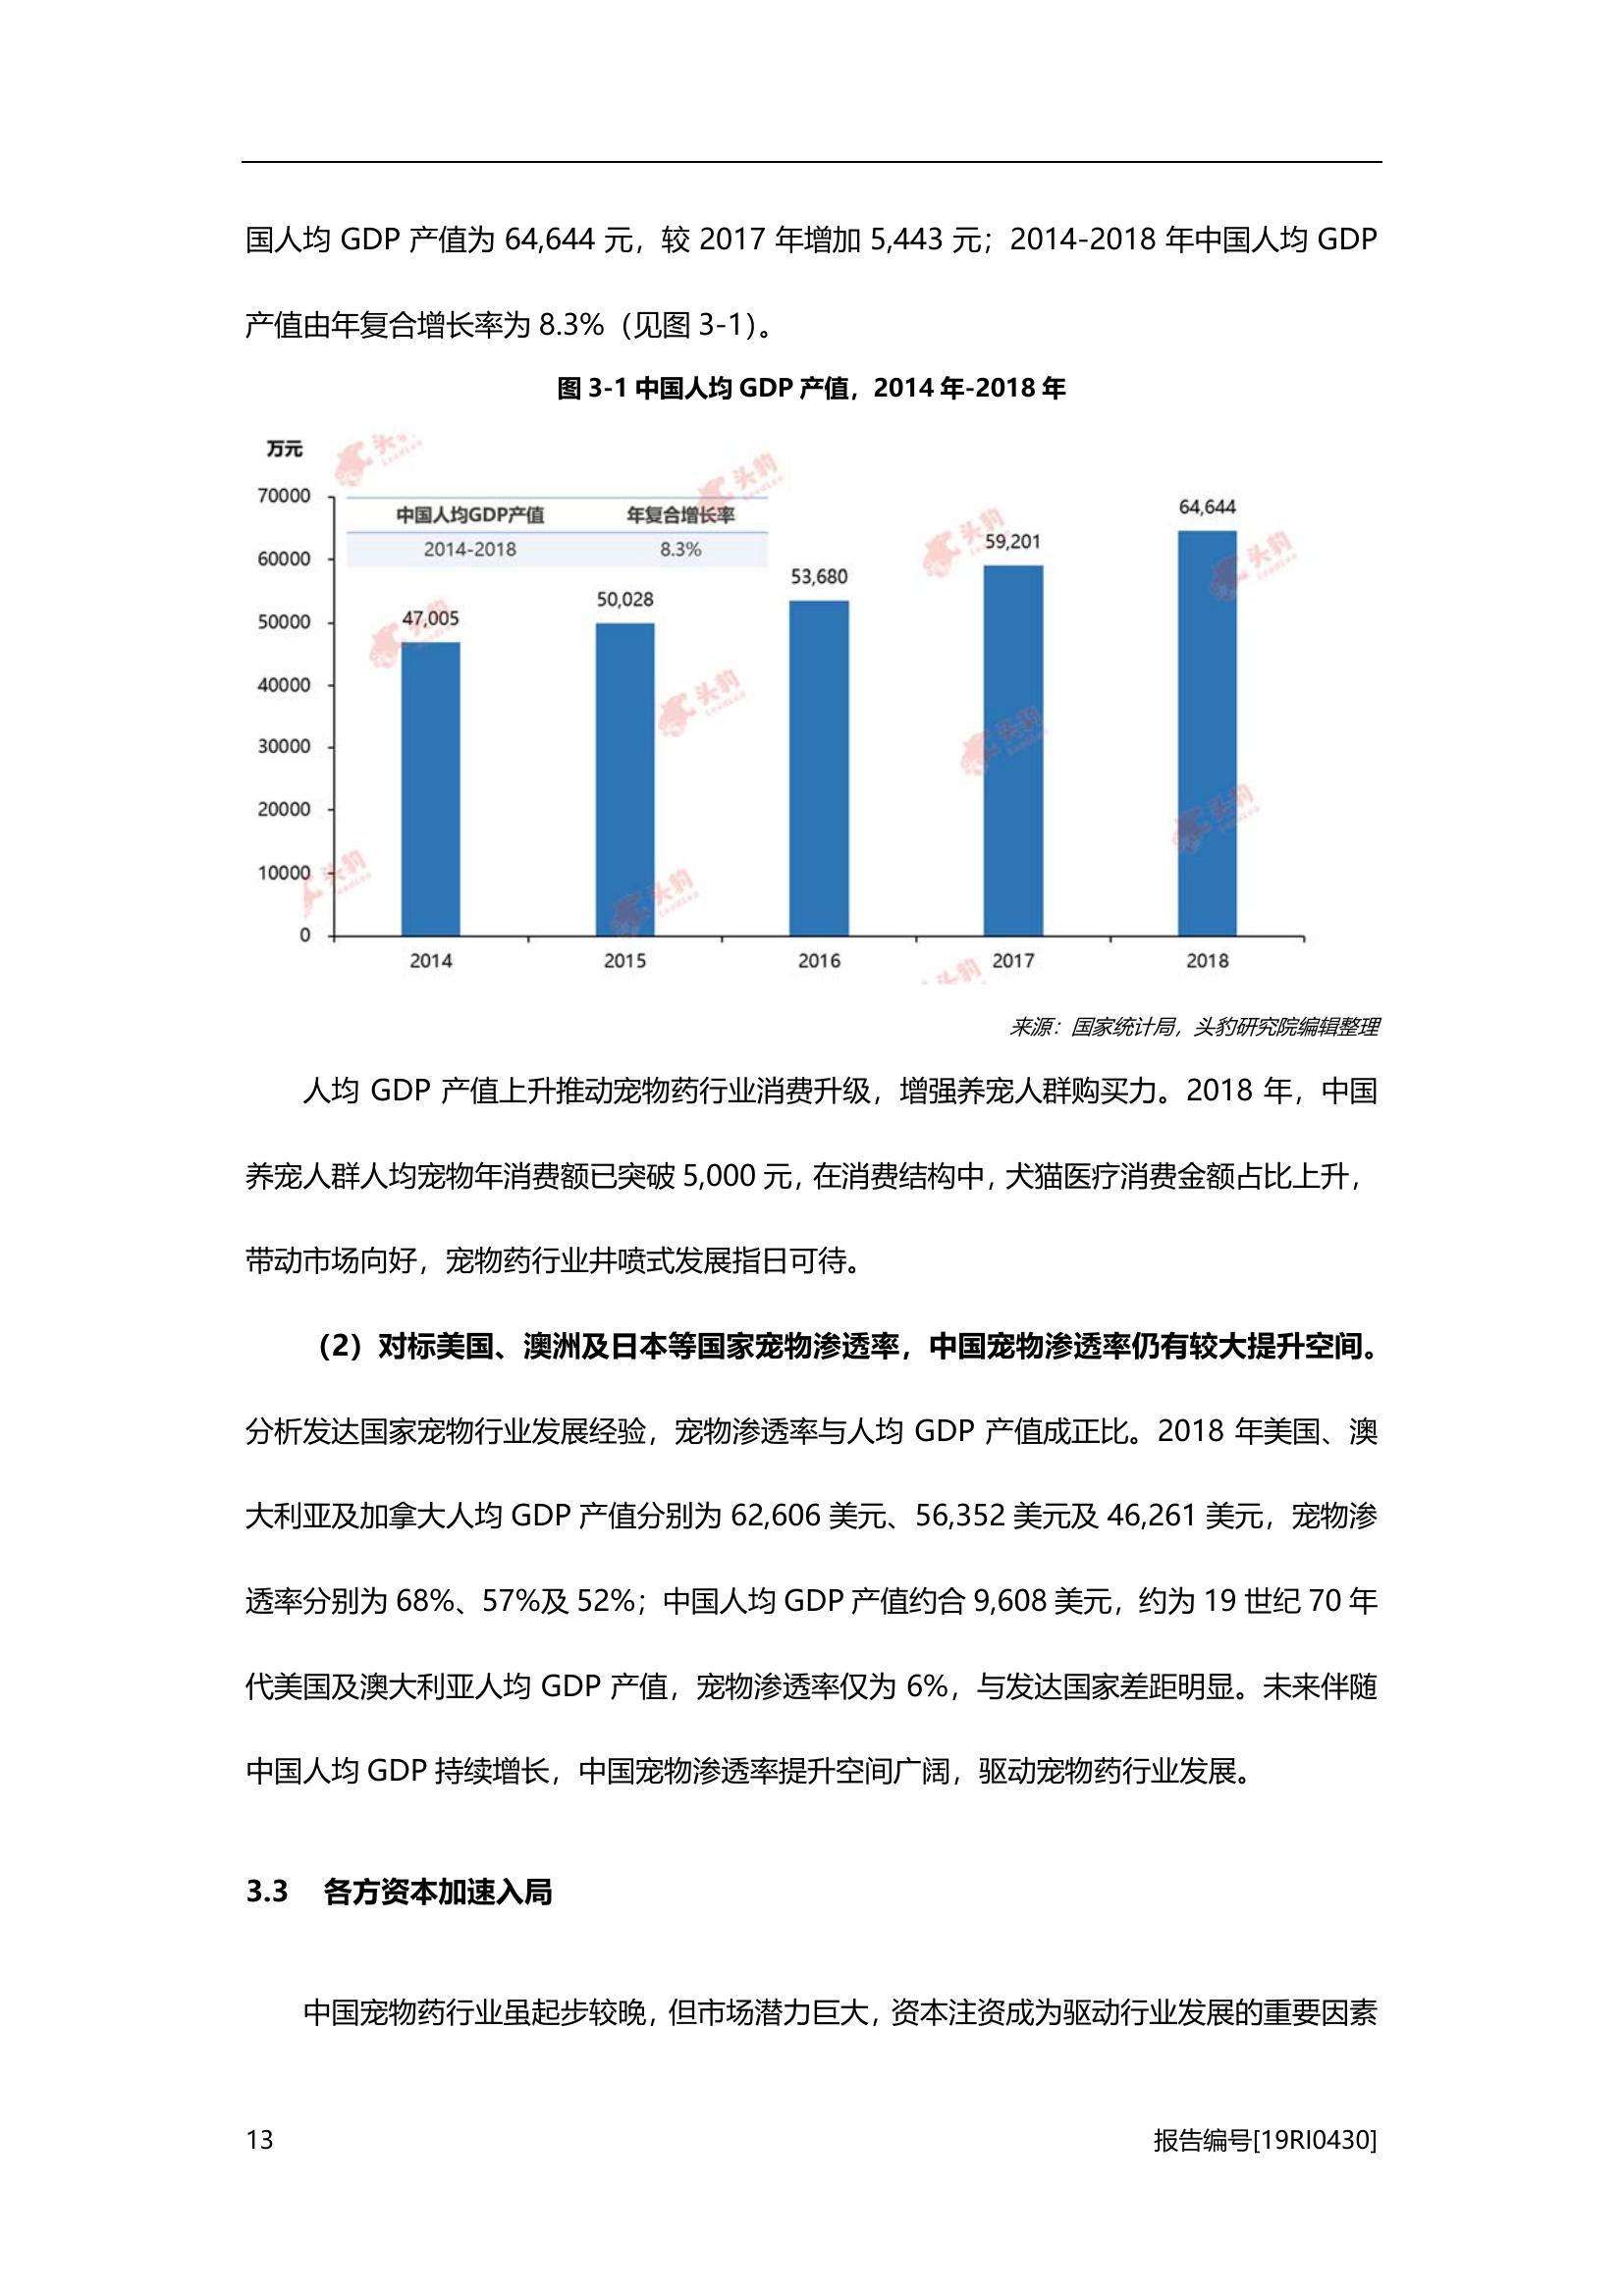 国人均 GDP 产值为 64,644 元，较 2017 年增加 5,443 元；2014-2018 年中国人均 GDP
产值由年复合增长率为 8.3%（见图 3-1）。
图 3-1 中国人均 GDP 产值，2014 年-2018 年
万元
70000
60000
50000
40000
30000
20000
10000
0
中国人均GDP产值 年复合增长率
2014-2018 8.3%
47,005
50,028
53,680
59,201
64,644
2014 2015 2016 2017 2018
头豹
LeadLeo
来源：国家统计局，头豹研究院编辑整理
人均 GDP 产值上升推动宠物药行业消费升级，增强养宠人群购买力。2018 年，中国
养宠人群人均宠物年消费额已突破 5,000 元，在消费结构中，犬猫医疗消费金额占比上升，
带动市场向好，宠物药行业井喷式发展指日可待。
（2）对标美国、澳洲及日本等国家宠物渗透率，中国宠物渗透率仍有较大提升空间。
分析发达国家宠物行业发展经验，宠物渗透率与人均 GDP 产值成正比。2018 年美国、澳
大利亚及加拿大人均 GDP 产值分别为 62,606 美元、56,352 美元及 46,261 美元，宠物渗
透率分别为 68%、57%及 52%；中国人均 GDP 产值约合 9,608 美元，约为 19 世纪 70 年
代美国及澳大利亚人均 GDP 产值，宠物渗透率仅为 6%，与发达国家差距明显。未来伴随
中国人均 GDP 持续增长，中国宠物渗透率提升空间广阔，驱动宠物药行业发展。
3.3 各方资本加速入局
中国宠物药行业虽起步较晚，但市场潜力巨大，资本注资成为驱动行业发展的重要因素
13 报告编号[19RI0430]